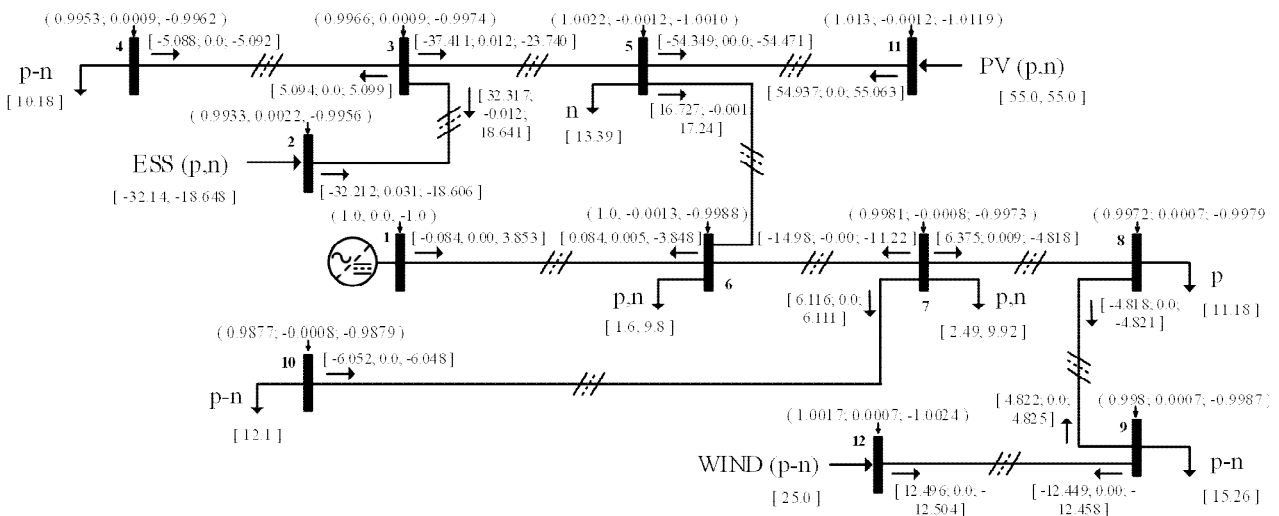 ( 0.9953; 0.0009; -0.9962)
( 0.9966; 0.0009; -0.9974)
( 1.0022; -0.0012; -1.0010)
( 1.013; -0.0012; -1.0119)
4
[ -5.088; 0.0; -5.092]
3
[ -37.411; 0.012; -23.740]
5
[ -54.349; 00.0; -54.471]
11
p-n
[ 10.18 ]
[ 5.094; 0.0; 5.099]
[ 32.317;
-0.012;
18.641]
n
[ 13.39 ]
[ 16.727; -0.001;
17.24]
[ 54.937; 0.0; 55.063]
PV (p,n)
[ 55.0, 55.0 ]
( 0.9933; 0.0022; -0.9956 )
2
ESS (p,n)
[ -32.14, -18.648 ]
[ -32.212; 0.031; -18.606]
( 1.0; 0.0; -1.0)
( 1.0; -0.0013; -0.9988)
( 0.9981; -0.0008; -0.9973)
( 0.9972; 0.0007; -0.9979
1
[ -0.084; 0.00; 3.853]
[ 0.084; 0.005; -3.848]
[ -14.98; -0.00; -11.22 ]
[ 6.375; 0.009; -4.818]
8
6
7
p,n
[ 1.6, 9.8 ]
[ 6.116; 0.0;
6.111]
p,n
[ 2.49, 9.92 ]
[ -4.818; 0.0;
-4.821]
p
[ 11.18 ]
( 0.9877; -0.0008; -0.9879)
10
[ -6.052, 0.0, -6.048]
p-n
[ 12.1 ]
[ 4.822; 0.0;
4.825]
( 0.998; 0.0007; -0.9987)
9
( 1.0017; 0.0007; -1.0024)
12
WIND (p-n)
[ 25.0 ]
[ 12.496; 0.0; -
12.504]
[ -12.449; 0.00; -
12.458]
p-n
[ 15.26 ]